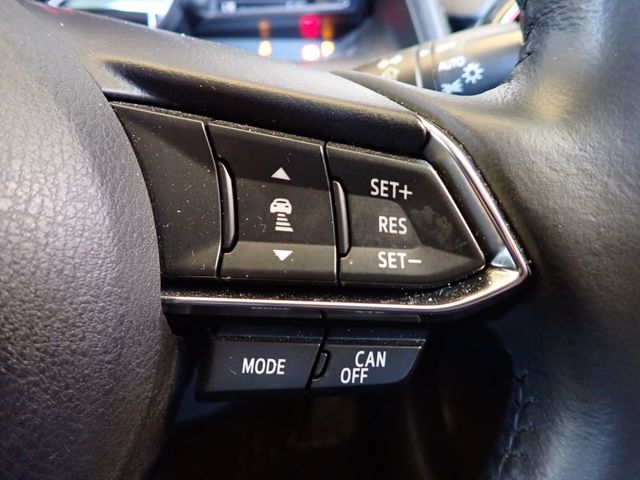 AUTO
SET+
RES
SET-
MODE
CAN
OFF